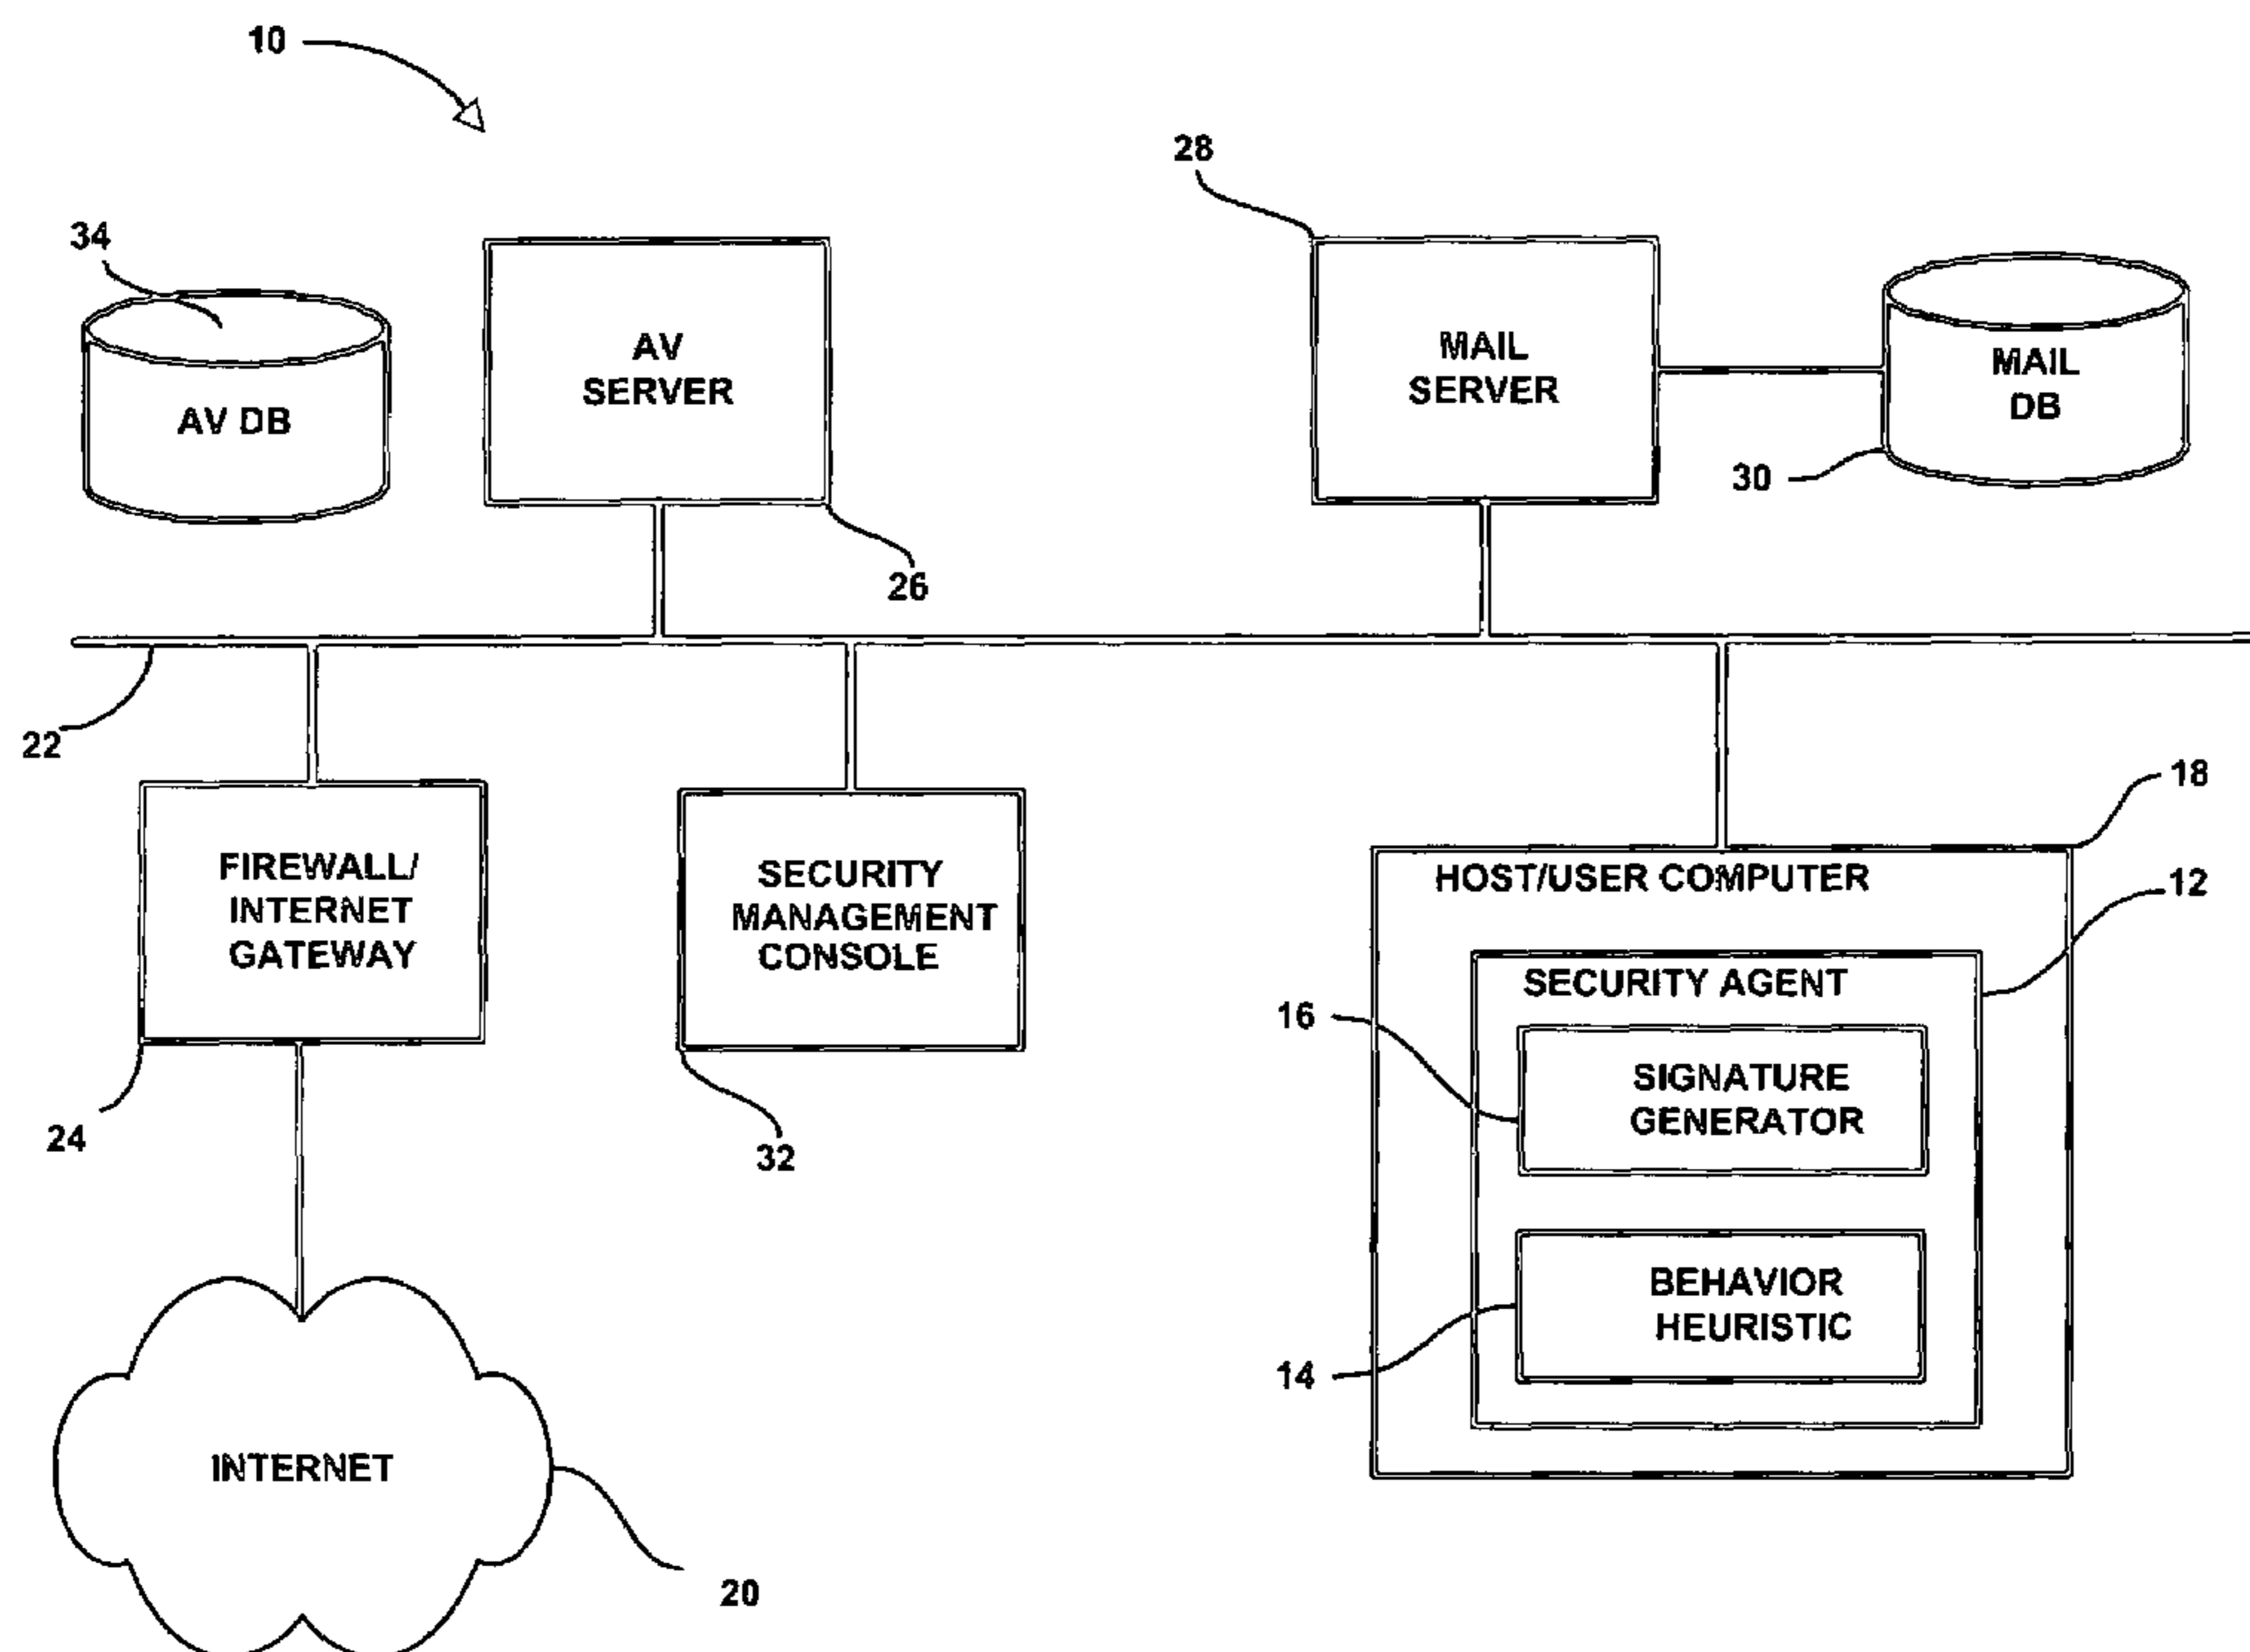 10
28
34
AV
SERVER
MAIL
SERVER
MAIL
DB
AV DB
30
26
22
18
FIREWALL/
INTERNET
GATEWAY
SECURITY
MANAGEMENT
CONSOLE
HOST/USER COMPUTER
12
SECURITY AGENT
16
SIGNATURE
GENERATOR
24
32
BEHAVIOR
HEURISTIC
14
INTERNET
20